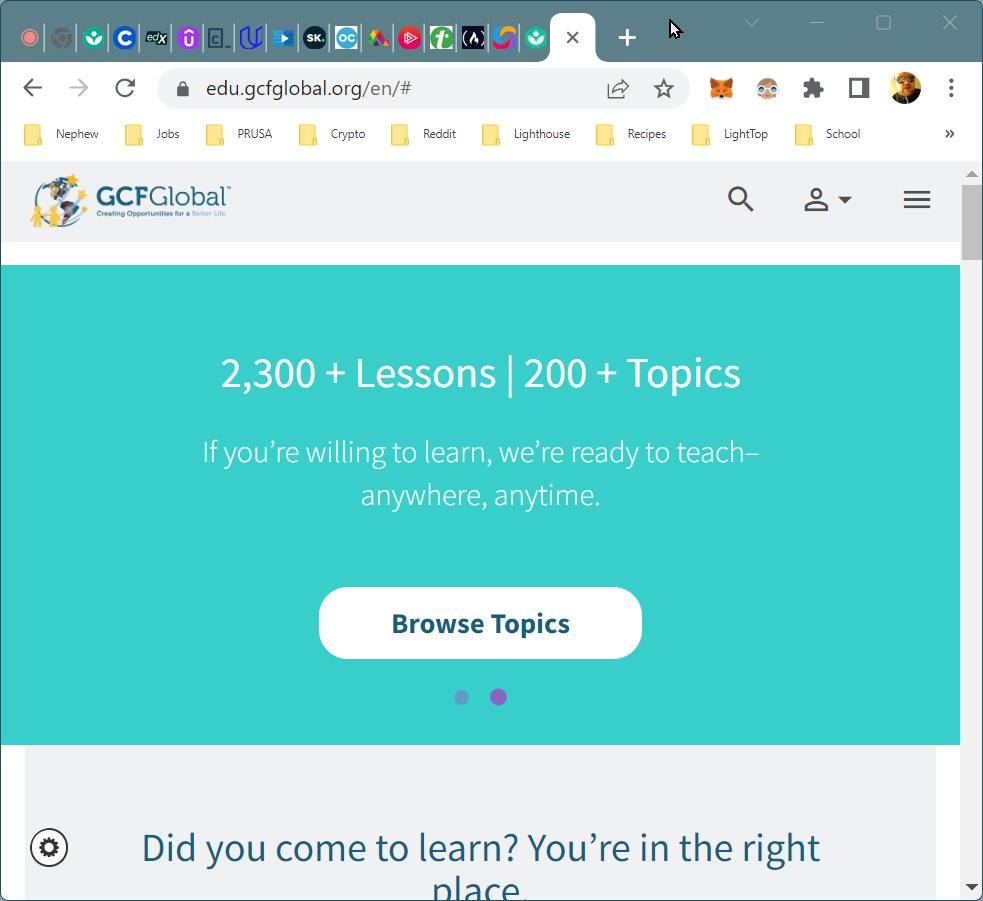 edX
SK.
OC
edu.gcfglobal.org/en/#
Nephew Jobs PRUSA Crypto Reddit Lighthouse Recipes LightTop School »
GCFGlobal™
Creating Opportunities for a Better Life
2,300 + Lessons | 200 + Topics
If you’re willing to learn, we’re ready to teach–
anywhere, anytime.
Browse Topics
Did you come to learn? You’re in the right
place.